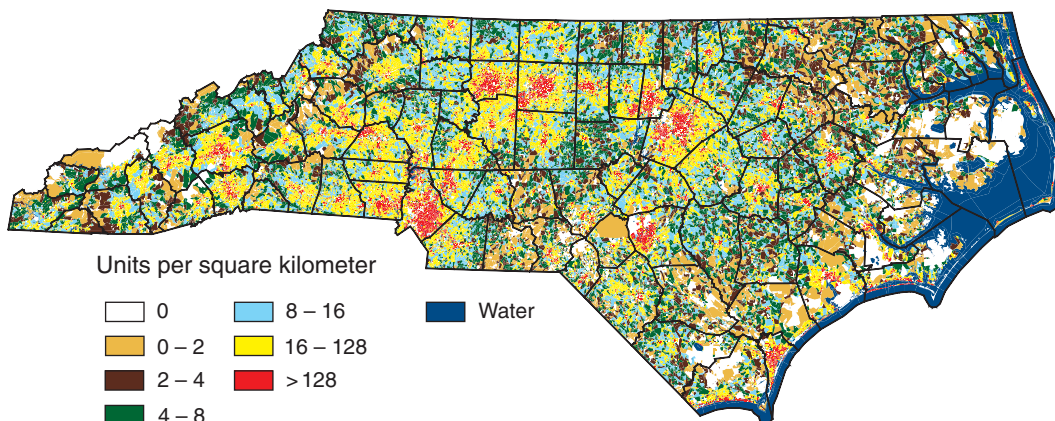 Units per square kilometer
0
0 – 2
2 – 4
4 – 8
8 – 16
16 – 128
> 128
Water